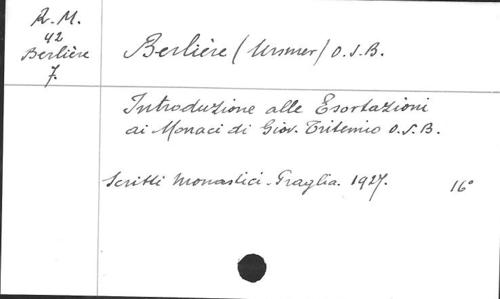 R. M.
42
Berlière
7.
Berlière (Ursmer) O.S.B.
Introduzione alle Esortazioni
ai Monaci di Giov. Tritemio O.S.B.
Scritti monastici. Praglia. 1927.
16°